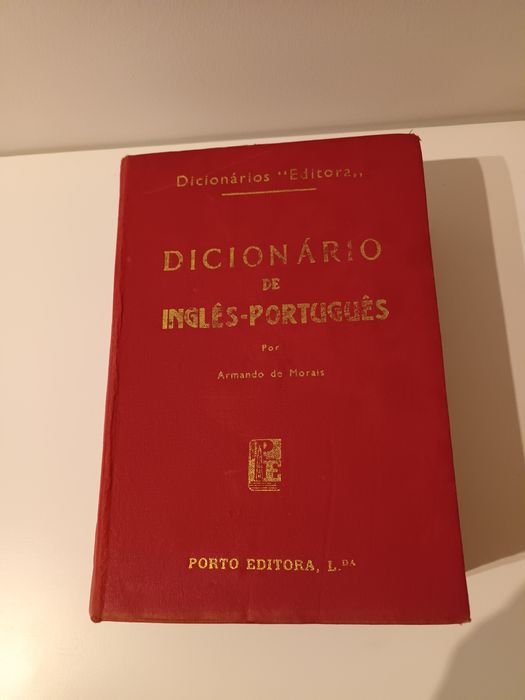 Dicionários "Editora„
DICIONÁRIO
DE
INGLÊS-PORTUGUÊS
Por
Armando de Morais
PE
PORTO EDITORA, L.DA